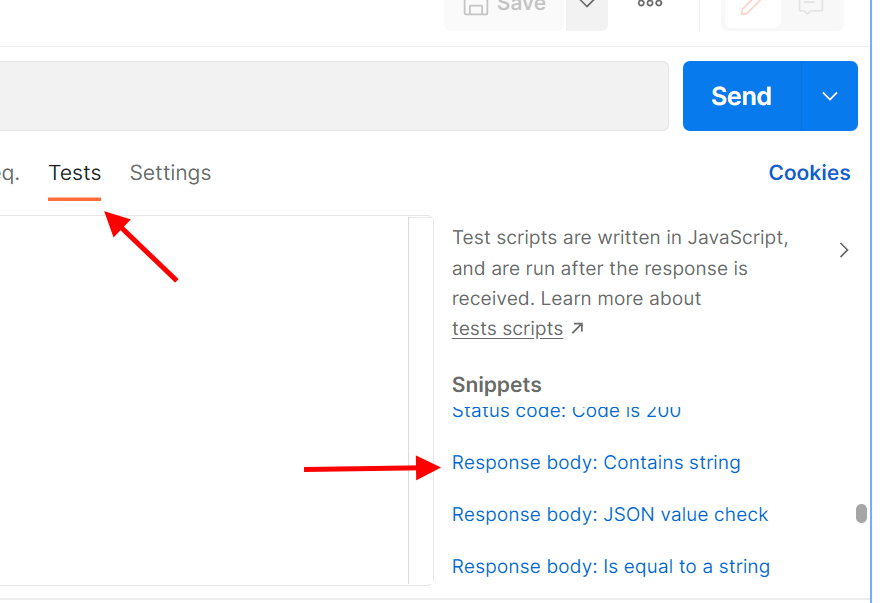 Save
Send
q.
Tests
Settings
Cookies
Test scripts are written in JavaScript,
and are run after the response is
received. Learn more about
tests scripts ↗
Snippets
Status code: Code is 200
Response body: Contains string
Response body: JSON value check
Response body: Is equal to a string